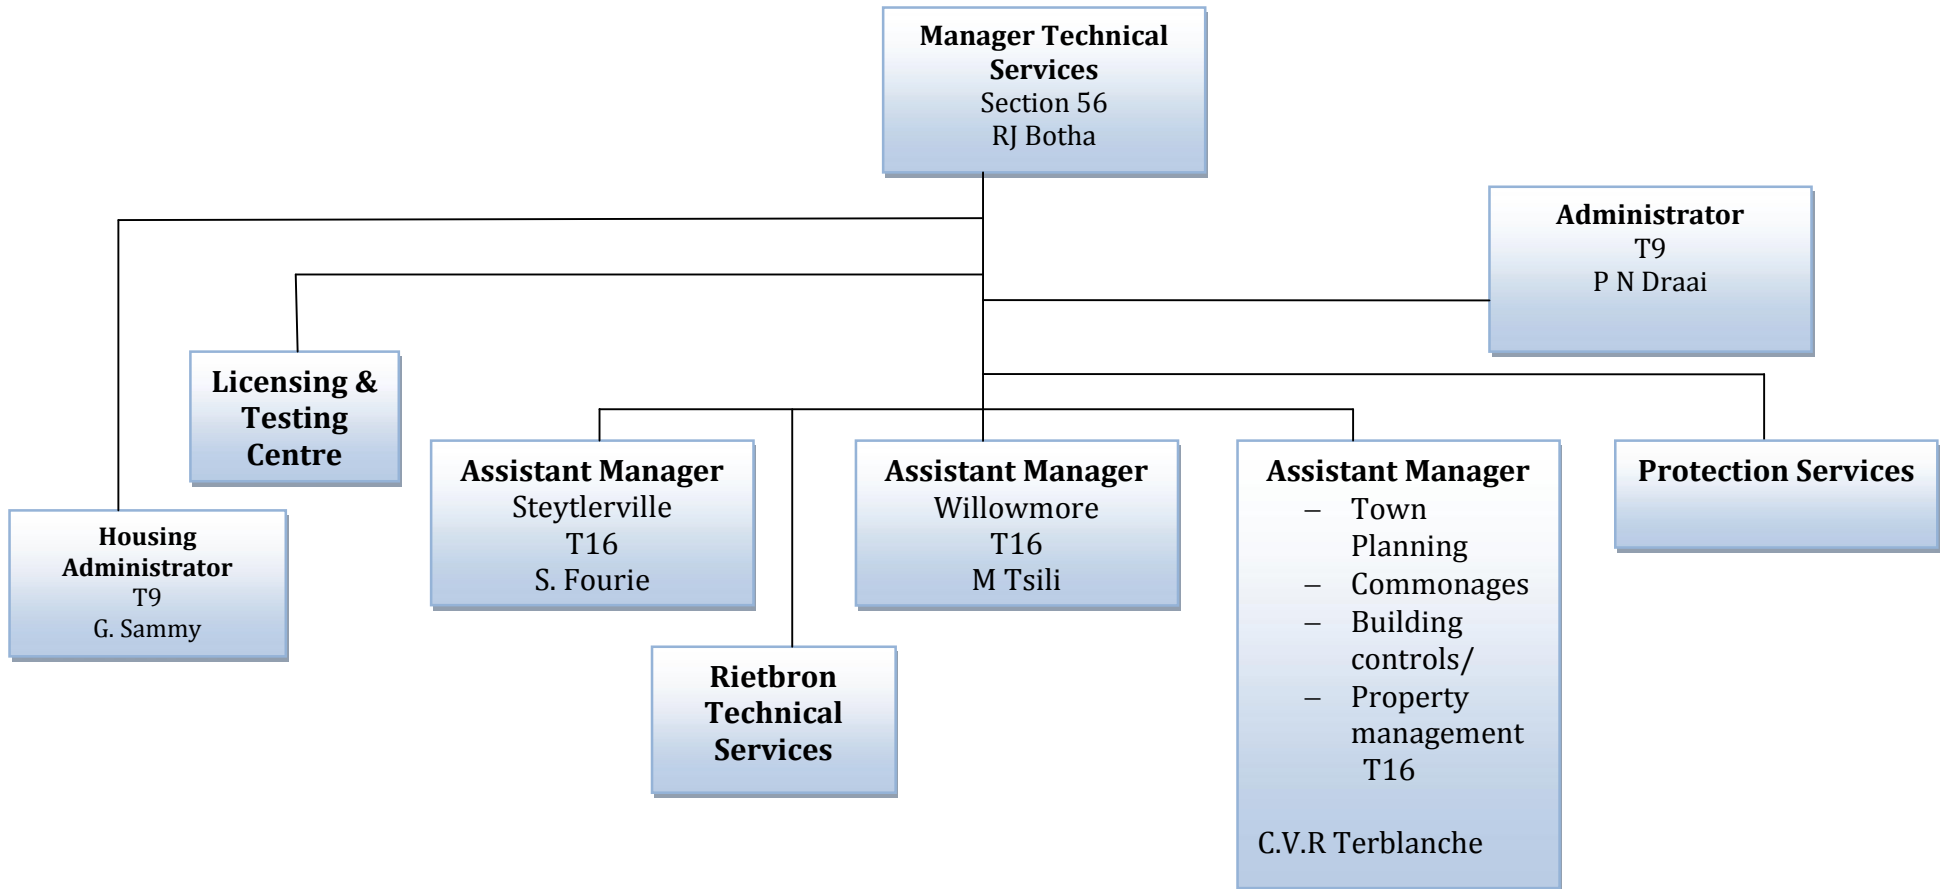 Manager Technical
Services
Section 56
RJ Botha
Administrator
T9
P N Draai
Licensing &
Testing
Centre
Housing
Administrator
T9
G. Sammy
Assistant Manager
Steytlerville
T16
S. Fourie
Rietbron
Technical
Services
Assistant Manager
Willowmore
T16
M Tsili
Assistant Manager
– Town
Planning
– Commonages
– Building
controls/
– Property
management
T16
C.V.R Terblanche
Protection Services